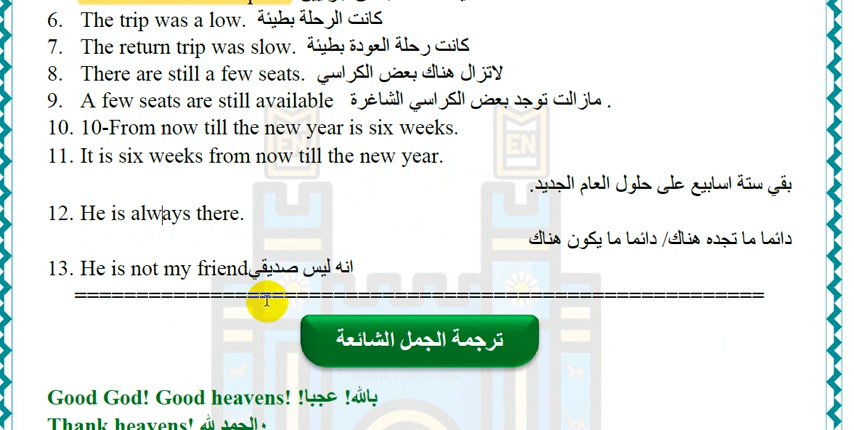 6. The trip was a low. كانت الرحلة بطيئة
7. The return trip was slow. كانت رحلة العودة بطيئة
8. There are still a few seats. لاتزال هناك بعض الكراسي
9. A few seats are still available مازالت توجد بعض الكراسي الشاغرة .
10. 10-From now till the new year is six weeks.
11. It is six weeks from now till the new year.
بقي ستة اسابيع على حلول العام الجديد.
12. He is always there.
دائما ما تجده هناك/ دائما ما يكون هناك
13. He is not my friend انه ليس صديقي
==================================================
ترجمة الجمل الشائعة
Good God! Good heavens! بالله! عجبا!
Thank heavens! الحمد لله
EN
EN